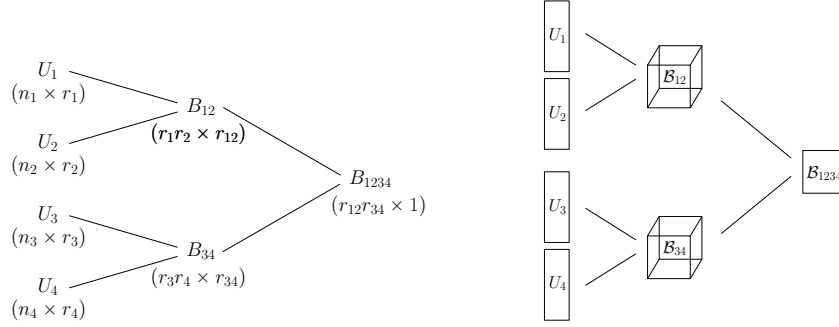 U₁
(n₁ × r₁)
U₂
(n₂ × r₂)
B₁₂
(r₁r₂ × r₁₂)
U₃
(n₃ × r₃)
U₄
(n₄ × r₄)
B₃₄
(r₃r₄ × r₃₄)
B₁₂₃₄
(r₁₂r₃₄ × 1)
U₁
U₂
ℬ₁₂
U₃
U₄
ℬ₃₄
ℬ₁₂₃₄